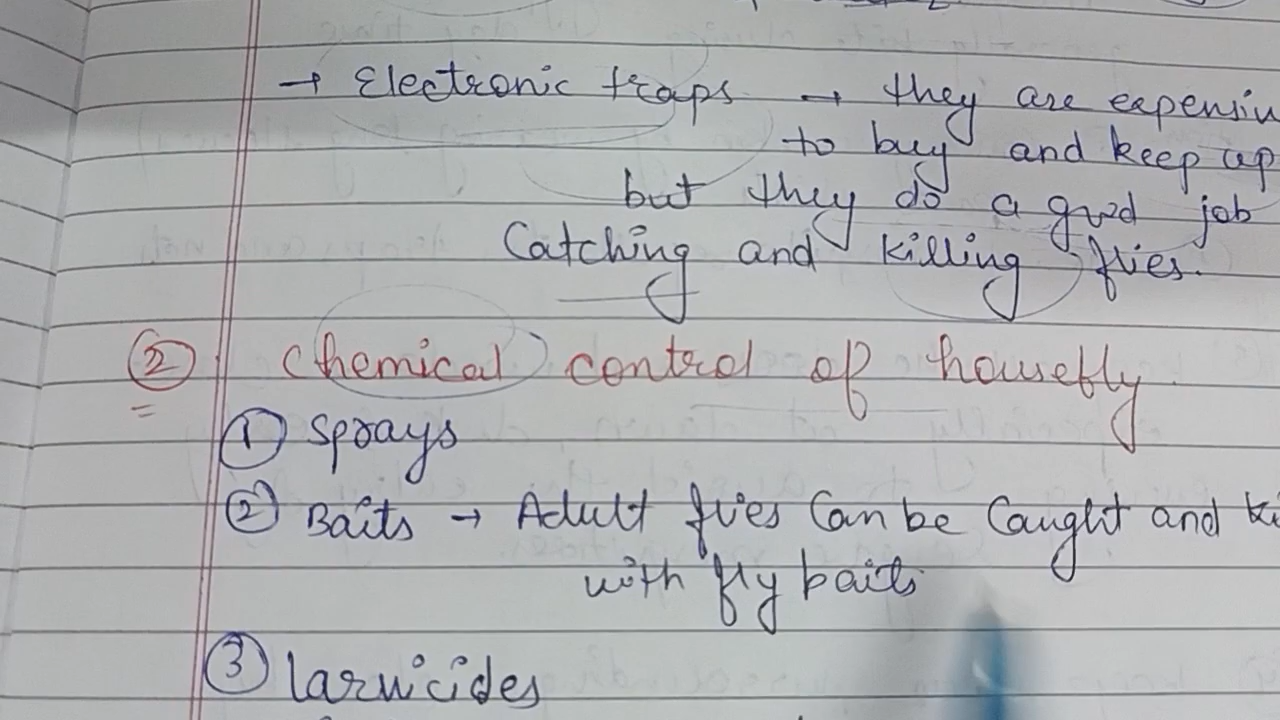 → Electronic traps → they are expensiv
to buy and keep up
but they do a good job
Catching and killing flies.
② Chemical control of housefly
① Sprays
② Baits → Adult flies Can be Caught and ki
with fly baits
③ larvicides